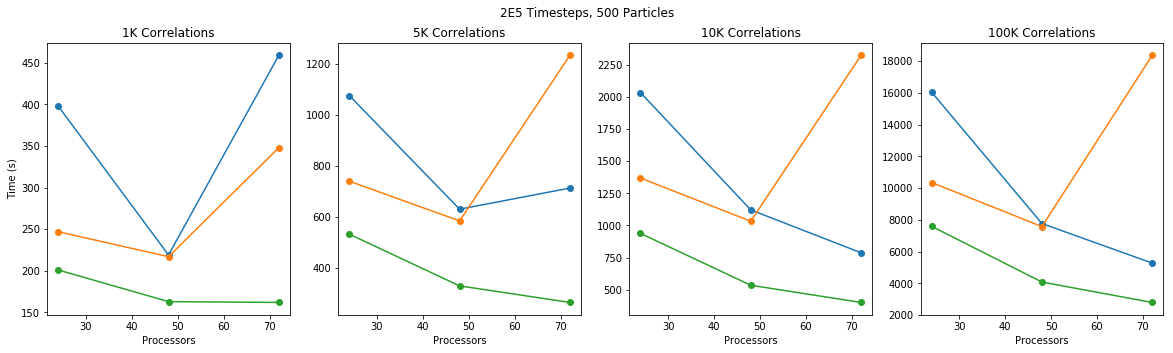 2E5 Timesteps, 500 Particles
1K Correlations
Time (s)
450
400
350
300
250
200
150
30 40 50 60 70
Processors
5K Correlations
1200
1000
800
600
400
30 40 50 60 70
Processors
10K Correlations
2250
2000
1750
1500
1250
1000
750
500
30 40 50 60 70
Processors
100K Correlations
18000
16000
14000
12000
10000
8000
6000
4000
2000
30 40 50 60 70
Processors